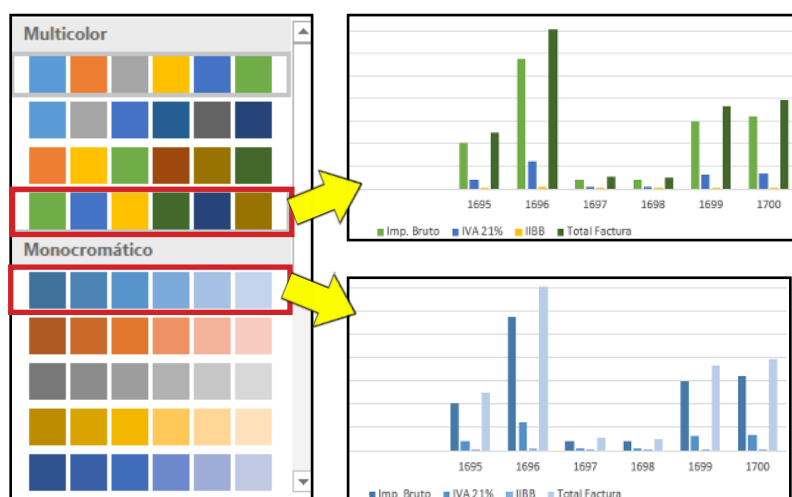 Multicolor
Monocromático
1695 1696 1697 1698 1699 1700
Imp. Bruto IVA 21% IIBB Total Factura
1695 1696 1697 1698 1699 1700
Imp. Bruto IVA 21% IIBB Total Factura